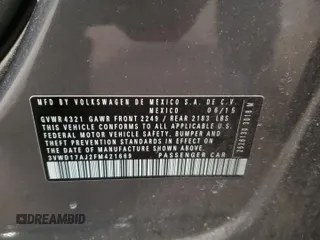 MFD BY VOLKSWAGEN DE MEXICO S.A. DE C.V.
MEXICO 06/15
GVWR 4321 GAWR FRONT 2249 / REAR 2183 LBS
THIS VEHICLE CONFORMS TO ALL APPLICABLE U.S.
FEDERAL MOTOR VEHICLE SAFETY, BUMPER AND
THEFT PREVENTION STANDARDS IN EFFECT ON
THE DATE OF MANUFACTURE SHOWN ABOVE.
3VWD17AJ2FM421668 PASSENGER CAR
DREAMBID